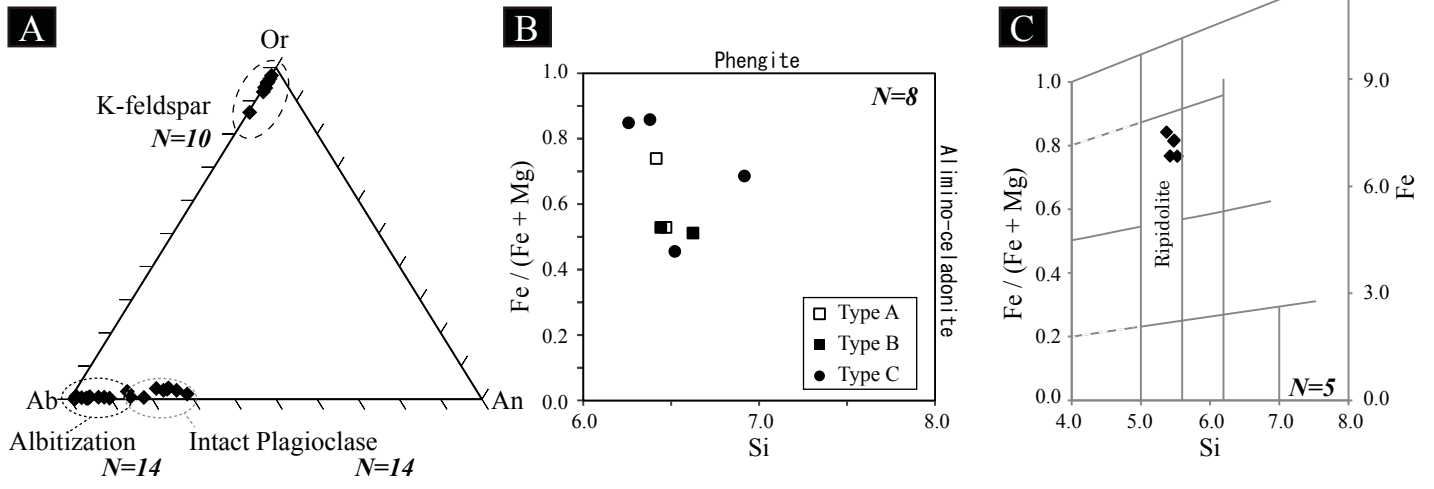 A
Or
K-feldspar
N=10
Ab
An
Albitization
N=14
Intact Plagioclase
N=14
B
Phengite
N=8
Alimino-celadonite
Fe / (Fe + Mg)
1.0
0.8
0.6
0.4
0.2
0.0
6.0
7.0
8.0
Si
Type A
Type B
Type C
C
Fe / (Fe + Mg)
1.0
0.8
0.6
0.4
0.2
0.0
Ripidolite
9.0
6.0
3.0
0.0
Fe
N=5
4.0
5.0
6.0
7.0
8.0
Si